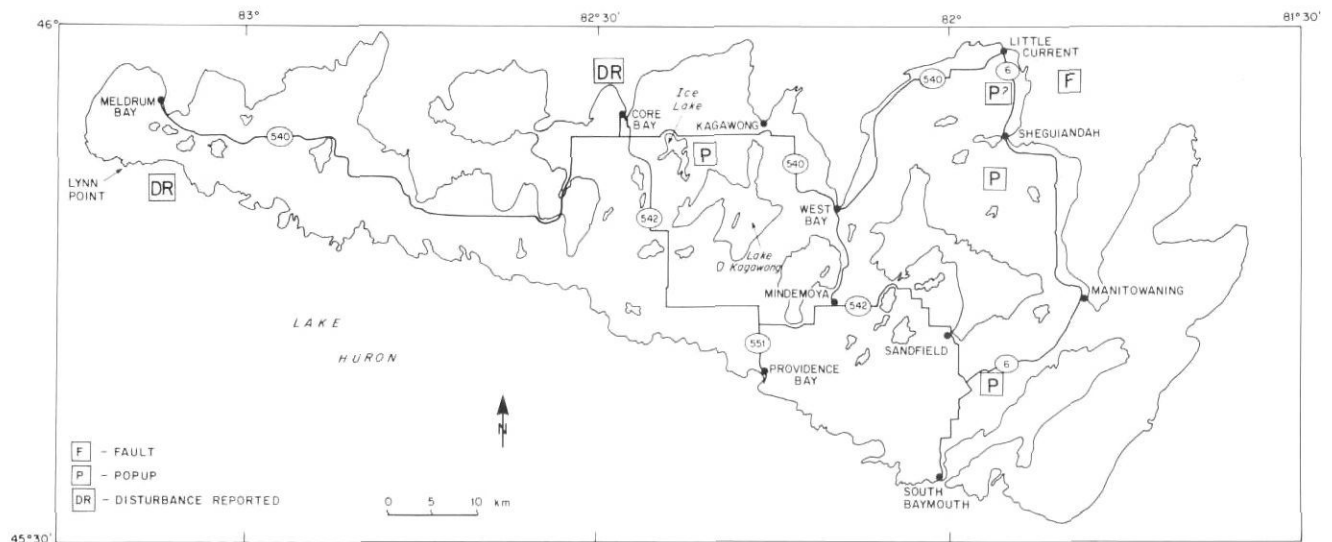 46°
83°
82°30'
82°
81°30'
LITTLE
CURRENT
6
F
540
P?
DR
MELDRUM
BAY
Ice
Lake
CORE
BAY
KAGAWONG
SHEGUIANDAH
540
P
540
LYNN
POINT
DR
P
542
WEST
BAY
Lake
O Kagawong
MINDEMOYA
542
MANITOWANING
LAKE
HURON
551
SANDFIELD
6
PROVIDENCE
BAY
P
N
F - FAULT
P - POPUP
DR - DISTURBANCE REPORTED
0 5 10 km
SOUTH
BAYMOUTH
45°30'